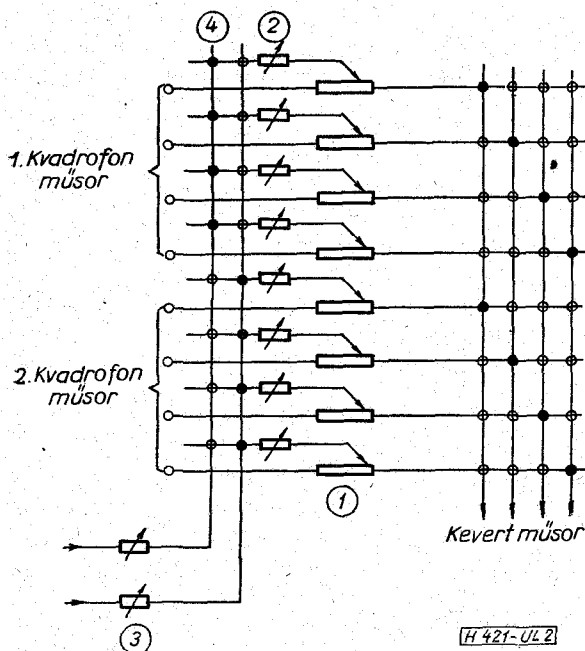 4
2
1. Kvadrofon
műsor
2. Kvadrofon
műsor
1
Kevert műsor
3
H 421-UL 2